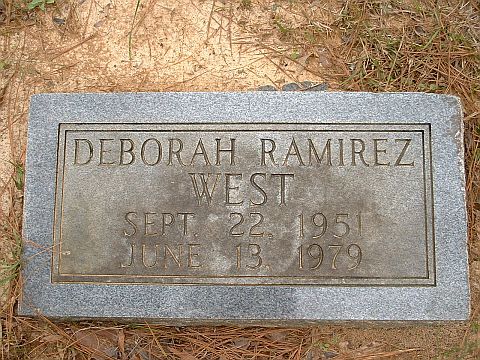 DEBORAH RAMIREZ
WEST
SEPT. 22, 1951
JUNE 13, 1979